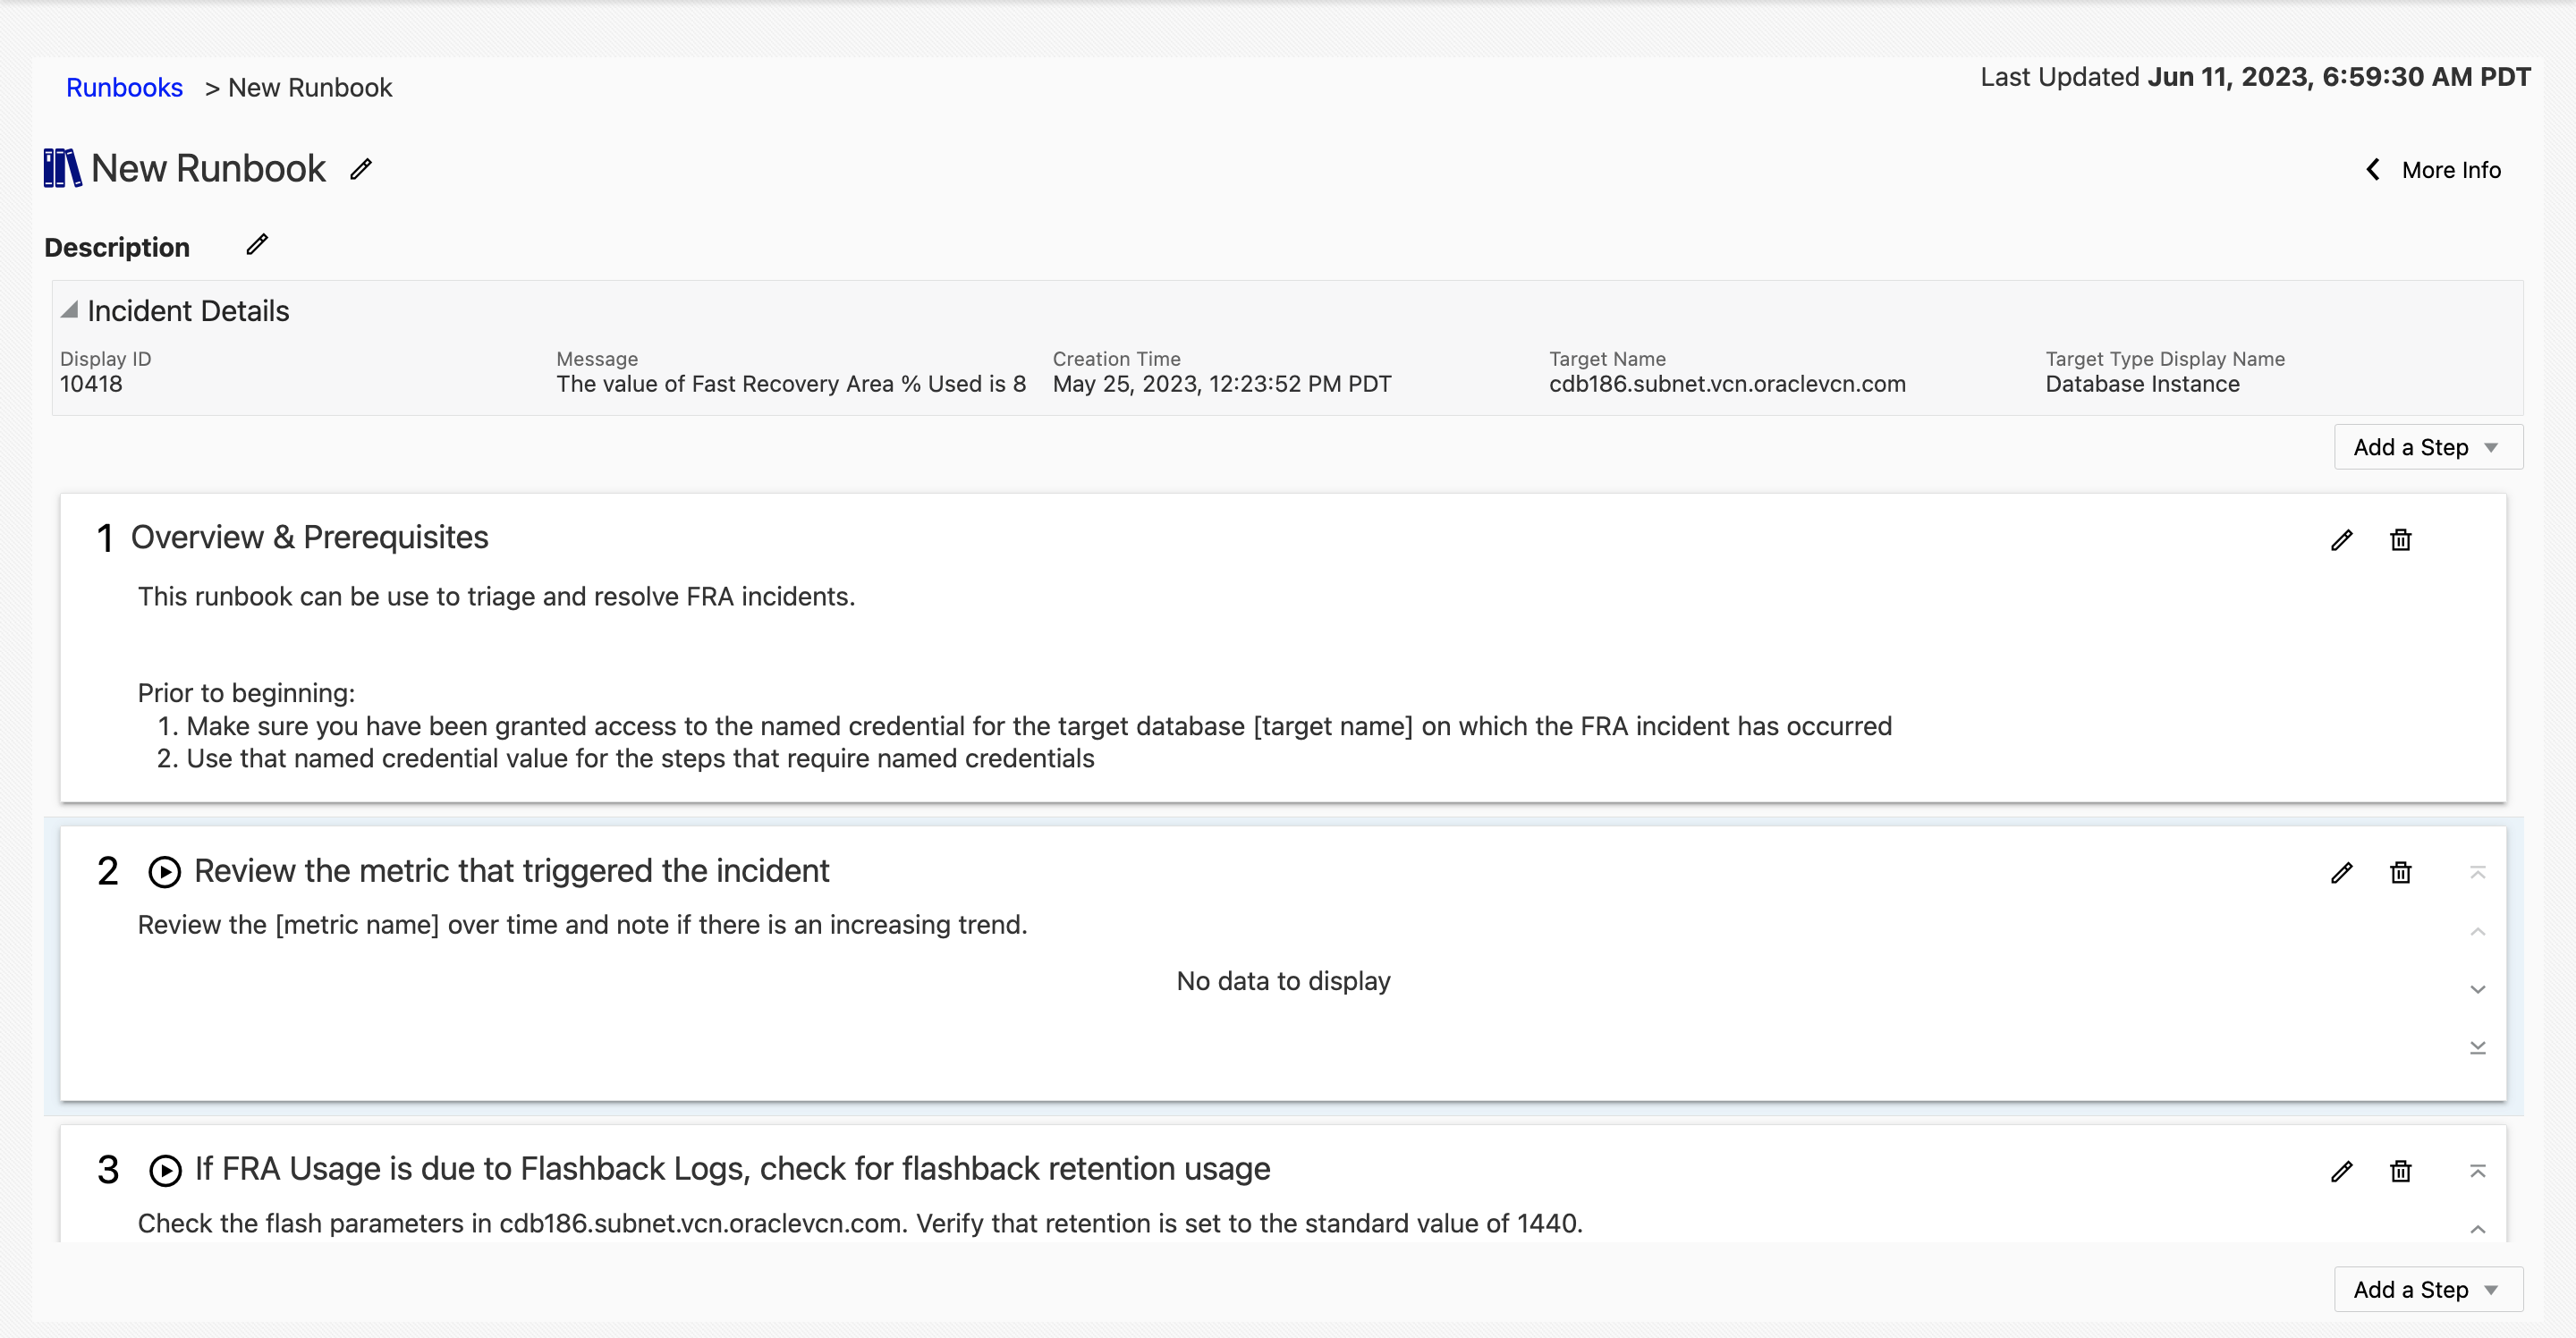 Runbooks > New Runbook
Last Updated Jun 11, 2023, 6:59:30 AM PDT
New Runbook
More Info
Description
Incident Details
Display ID
10418
Message
The value of Fast Recovery Area % Used is 8
Creation Time
May 25, 2023, 12:23:52 PM PDT
Target Name
cdb186.subnet.vcn.oraclevcn.com
Target Type Display Name
Database Instance
Add a Step
1 Overview & Prerequisites
This runbook can be use to triage and resolve FRA incidents.
Prior to beginning:
1. Make sure you have been granted access to the named credential for the target database [target name] on which the FRA incident has occurred
2. Use that named credential value for the steps that require named credentials
2 Review the metric that triggered the incident
Review the [metric name] over time and note if there is an increasing trend.
No data to display
3 If FRA Usage is due to Flashback Logs, check for flashback retention usage
Check the flash parameters in cdb186.subnet.vcn.oraclevcn.com. Verify that retention is set to the standard value of 1440.
Add a Step